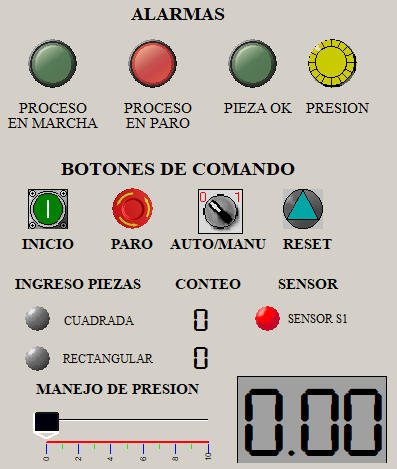 ALARMAS
PROCESO EN MARCHA
PROCESO EN PARO
PIEZA OK
PRESION
BOTONES DE COMANDO
0 1
INICIO
PARO
AUTO/MANU
RESET
INGRESO PIEZAS
CONTEO
SENSOR
CUADRADA
0
SENSOR S1
RECTANGULAR
0
MANEJO DE PRESION
0.00
0 2 4 6 8 10